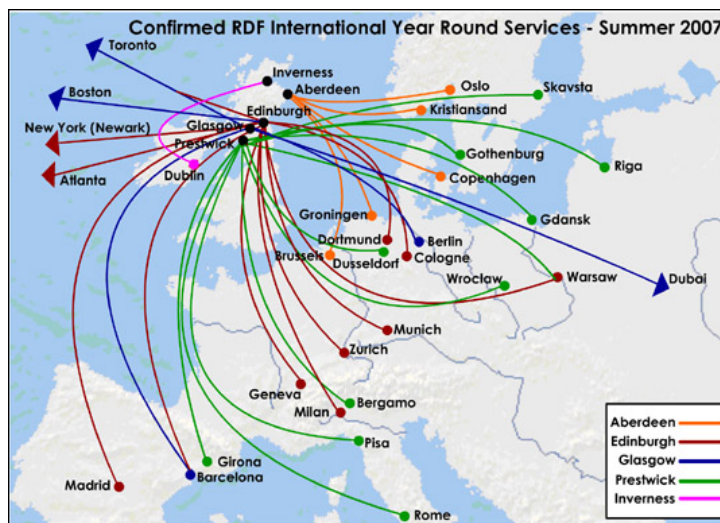 Confirmed RDF International Year Round Services - Summer 2007
Toronto
Inverness
Boston
Aberdeen
Oslo
Skavsta
Edinburgh
Kristiansand
New York (Newark)
Glasgow
Prestwick
Gothenburg
Riga
Atlanta
Dublin
Copenhagen
Groningen
Gdansk
Dortmund
Berlin
Brussels
Dusseldorf
Cologne
Wrocław
Warsaw
Dubai
Munich
Zurich
Geneva
Bergamo
Milan
Pisa
Girona
Barcelona
Madrid
Rome
Aberdeen
Edinburgh
Glasgow
Prestwick
Inverness